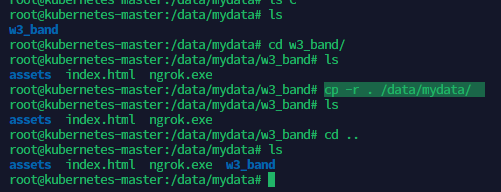 root@kubernetes-master:/data/mydata# ls C
root@kubernetes-master:/data/mydata# ls
w3_band
root@kubernetes-master:/data/mydata# cd w3_band/
root@kubernetes-master:/data/mydata/w3_band# ls
assets  index.html  ngrok.exe
root@kubernetes-master:/data/mydata/w3_band# cp -r . /data/mydata/
root@kubernetes-master:/data/mydata/w3_band# ls
assets  index.html  ngrok.exe
root@kubernetes-master:/data/mydata/w3_band# cd ..
root@kubernetes-master:/data/mydata# ls
assets  index.html  ngrok.exe  w3_band
root@kubernetes-master:/data/mydata#